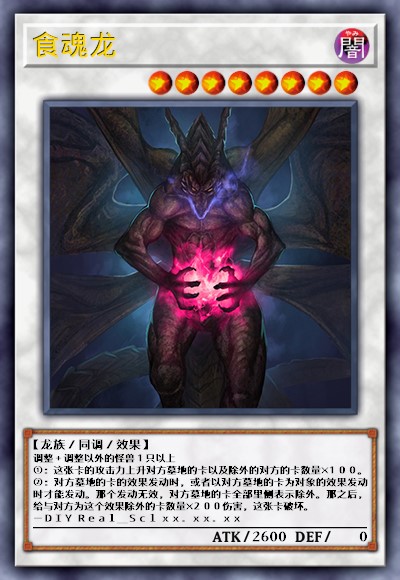 食魂龙
やみ
闇
【龙族／同调／效果】
调整＋调整以外的怪兽１只以上
①：这张卡的攻击力上升对方墓地的卡以及除外的对方的卡数量×１００。
②：对方墓地的卡的效果发动时，或者以对方墓地的卡为对象的效果发动
时才能发动。那个发动无效，对方墓地的卡全部里侧表示除外。那之后，
给与对方为这个效果除外的卡数量×２００伤害，这张卡破坏。
－ＤＩＹＲｅａｌ＿Ｓｃｌｘｘ．ｘｘ．ｘｘ
ATK/2600 DEF/ 0